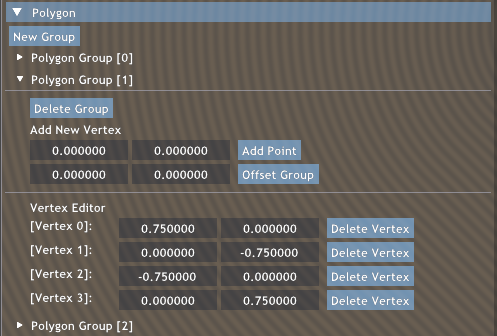 Polygon
New Group
Polygon Group [0]
Polygon Group [1]
Delete Group
Add New Vertex
0.000000 0.000000 Add Point
0.000000 0.000000 Offset Group
Vertex Editor
[Vertex 0]: 0.750000 0.000000 Delete Vertex
[Vertex 1]: 0.000000 -0.750000 Delete Vertex
[Vertex 2]: -0.750000 0.000000 Delete Vertex
[Vertex 3]: 0.000000 0.750000 Delete Vertex
Polygon Group [2]